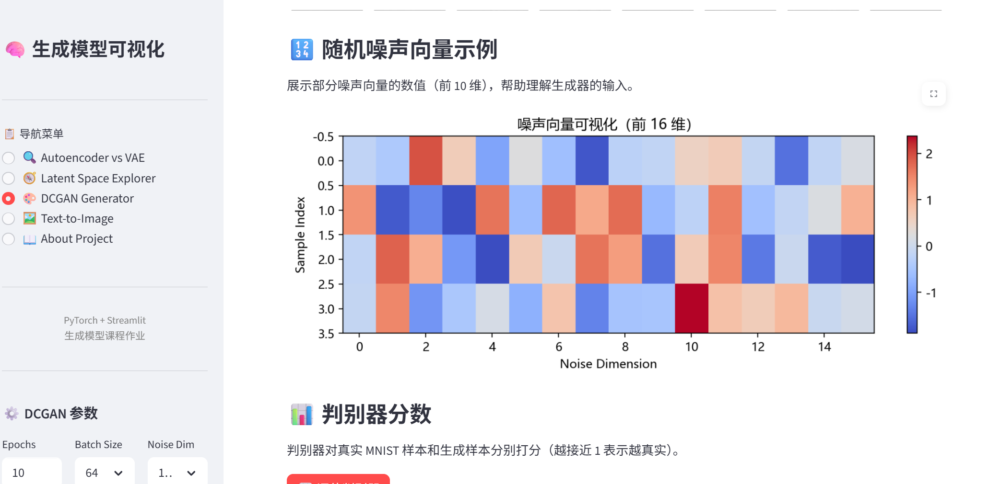 生成模型可视化
导航菜单
Autoencoder vs VAE
Latent Space Explorer
DCGAN Generator
Text-to-Image
About Project
PyTorch + Streamlit
生成模型课程作业
DCGAN 参数
Epochs Batch Size Noise Dim
10 64 1..
随机噪声向量示例
展示部分噪声向量的数值（前 10 维），帮助理解生成器的输入。
噪声向量可视化（前 16 维）
-0.5
0.0
0.5
1.0
1.5
2.0
2.5
3.0
3.5
Sample Index
0 2 4 6 8 10 12 14
Noise Dimension
2
1
0
-1
判别器分数
判别器对真实 MNIST 样本和生成样本分别打分（越接近 1 表示越真实）。